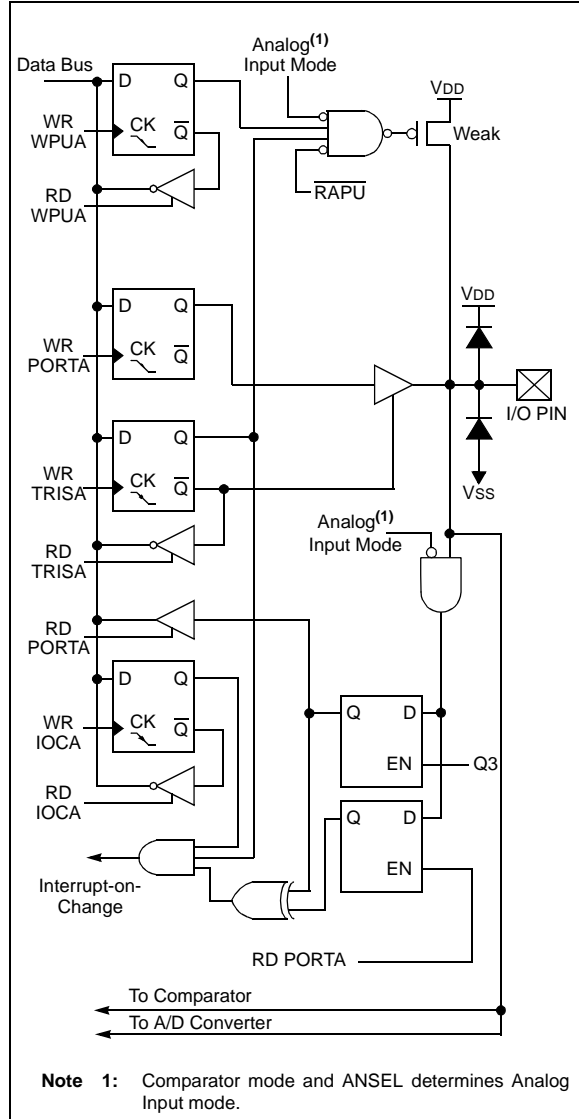 Analog(1)
Input Mode
Data Bus
VDD
D Q
WR
WPUA
CK Q
Weak
RD
WPUA
RAPU
D Q
VDD
WR
PORTA
CK Q
I/O PIN
D Q
WR
TRISA
CK Q
VSS
Analog(1)
Input Mode
RD
TRISA
RD
PORTA
D Q
WR
IOCA
CK Q
Q D
EN
Q3
RD
IOCA
Q D
EN
Interrupt-on-
Change
RD PORTA
To Comparator
To A/D Converter
Note 1: Comparator mode and ANSEL determines Analog
Input mode.